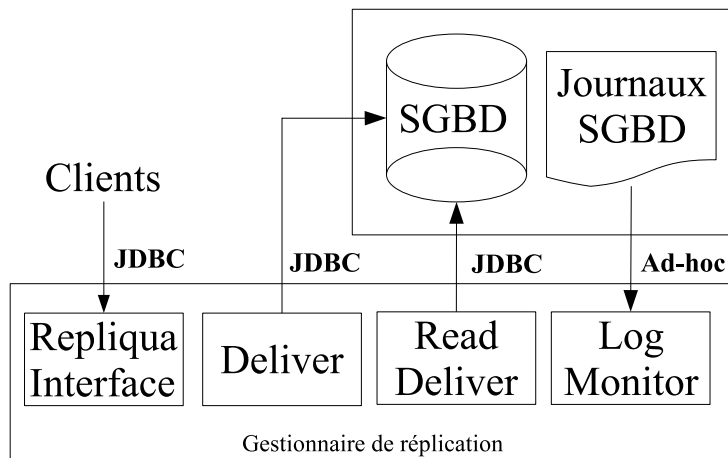 SGBD
Journaux
SGBD
Clients
JDBC
JDBC
JDBC
Ad-hoc
Repliqua
Interface
Deliver
Read
Deliver
Log
Monitor
Gestionnaire de réplication